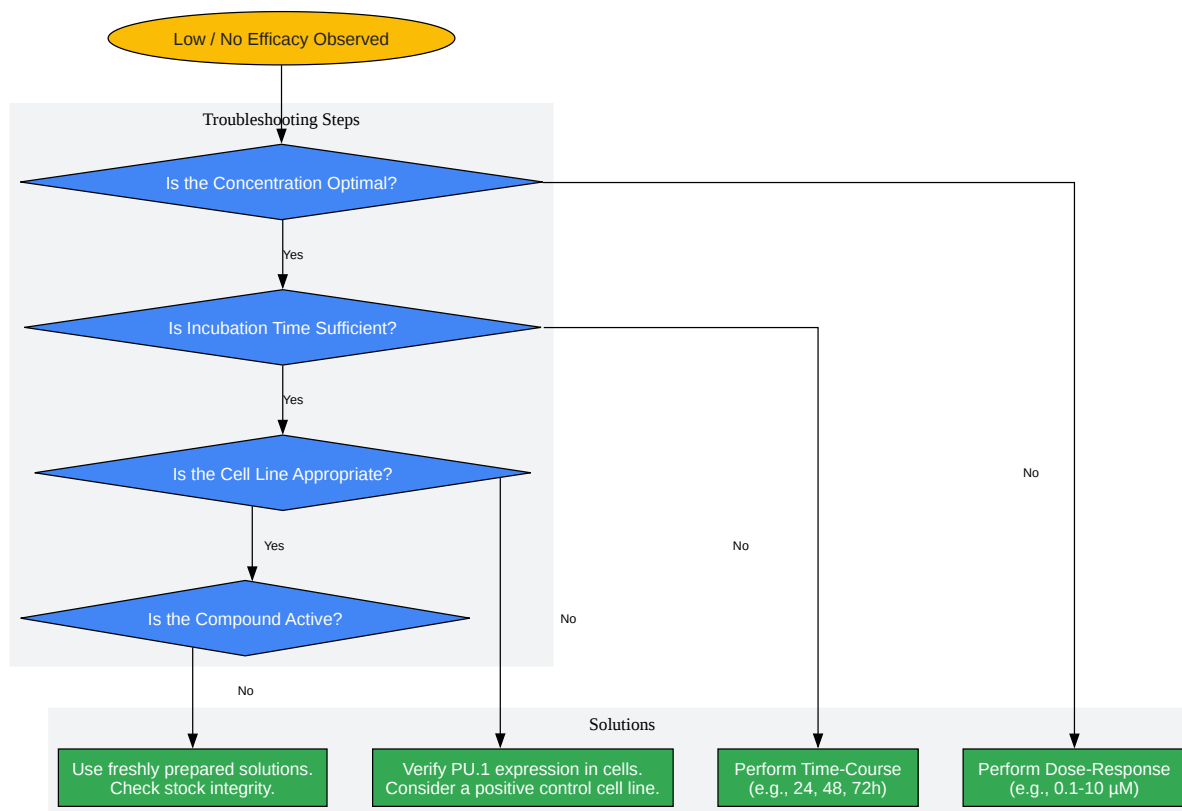 Low / No Efficacy Observed
Troubleshooting Steps
Is the Concentration Optimal?
Yes
Is Incubation Time Sufficient?
Yes
Is the Cell Line Appropriate?
No
Yes
No
Is the Compound Active?
No
No
Solutions
Use freshly prepared solutions.
Check stock integrity.
Verify PU.1 expression in cells.
Consider a positive control cell line.
Perform Time-Course
(e.g., 24, 48, 72h)
Perform Dose-Response
(e.g., 0.1-10 µM)